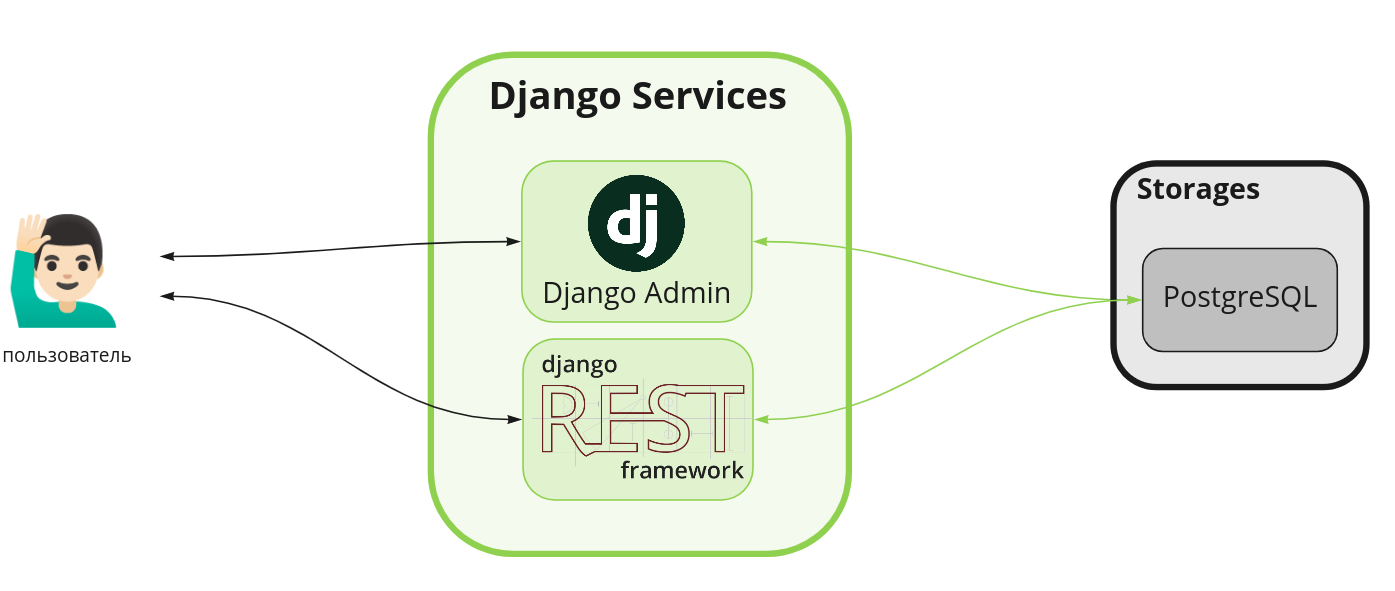 Django Services
dj
Django Admin
django
REST
framework
пользователь
Storages
PostgreSQL